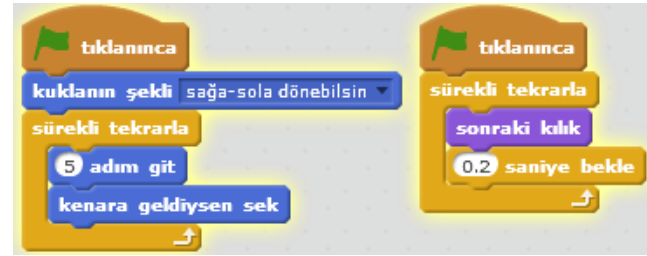 tıklanınca
kuklanın şekli sağa-sola dönebilsin
sürekli tekrarla
5 adım git
kenara geldiysen sek
tıklanınca
sürekli tekrarla
sonraki kılık
0.2 saniye bekle